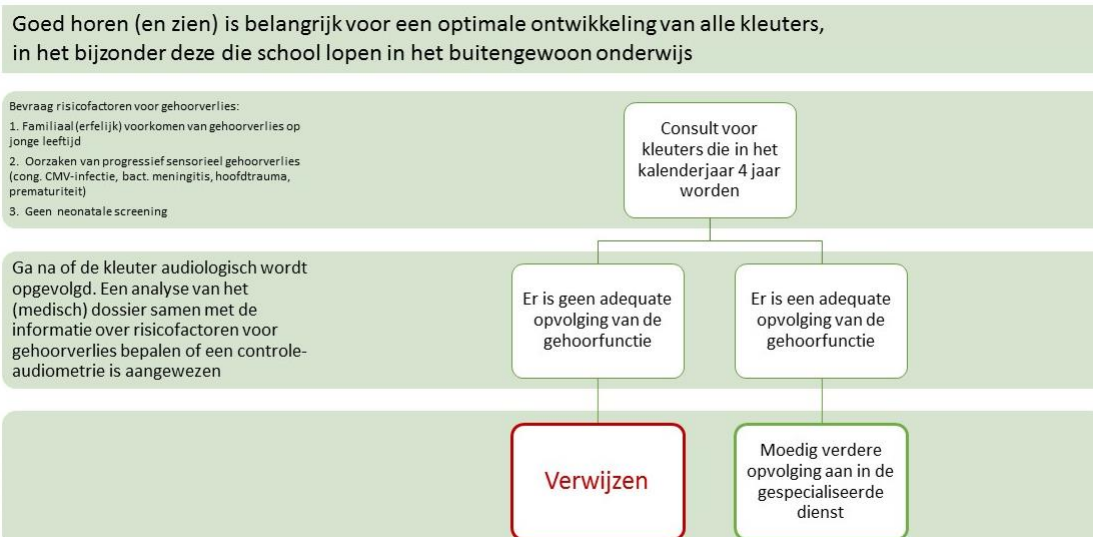 Goed horen (en zien) is belangrijk voor een optimale ontwikkeling van alle kleuters,
in het bijzonder deze die school lopen in het buitengewoon onderwijs
Bevraag risicofactoren voor gehoorverlies:
1. Familiaal (erfelijk) voorkomen van gehoorverlies op
jonge leeftijd
2. Oorzaken van progressief sensorieel gehoorverlies
(cong. CMV-infectie, bact. meningitis, hoofdtrauma,
prematuriteit)
3. Geen neonatale screening
Consult voor
kleuters die in het
kalenderjaar 4 jaar
worden
Ga na of de kleuter audiologisch wordt
opgevolgd. Een analyse van het
(medisch) dossier samen met de
informatie over risicofactoren voor
gehoorverlies bepalen of een controle-
audiometrie is aangewezen
Er is geen adequate
opvolging van de
gehoorfunctie
Er is een adequate
opvolging van de
gehoorfunctie
Verwijzen
Moedig verdere
opvolging aan in de
gespecialiseerde
dienst